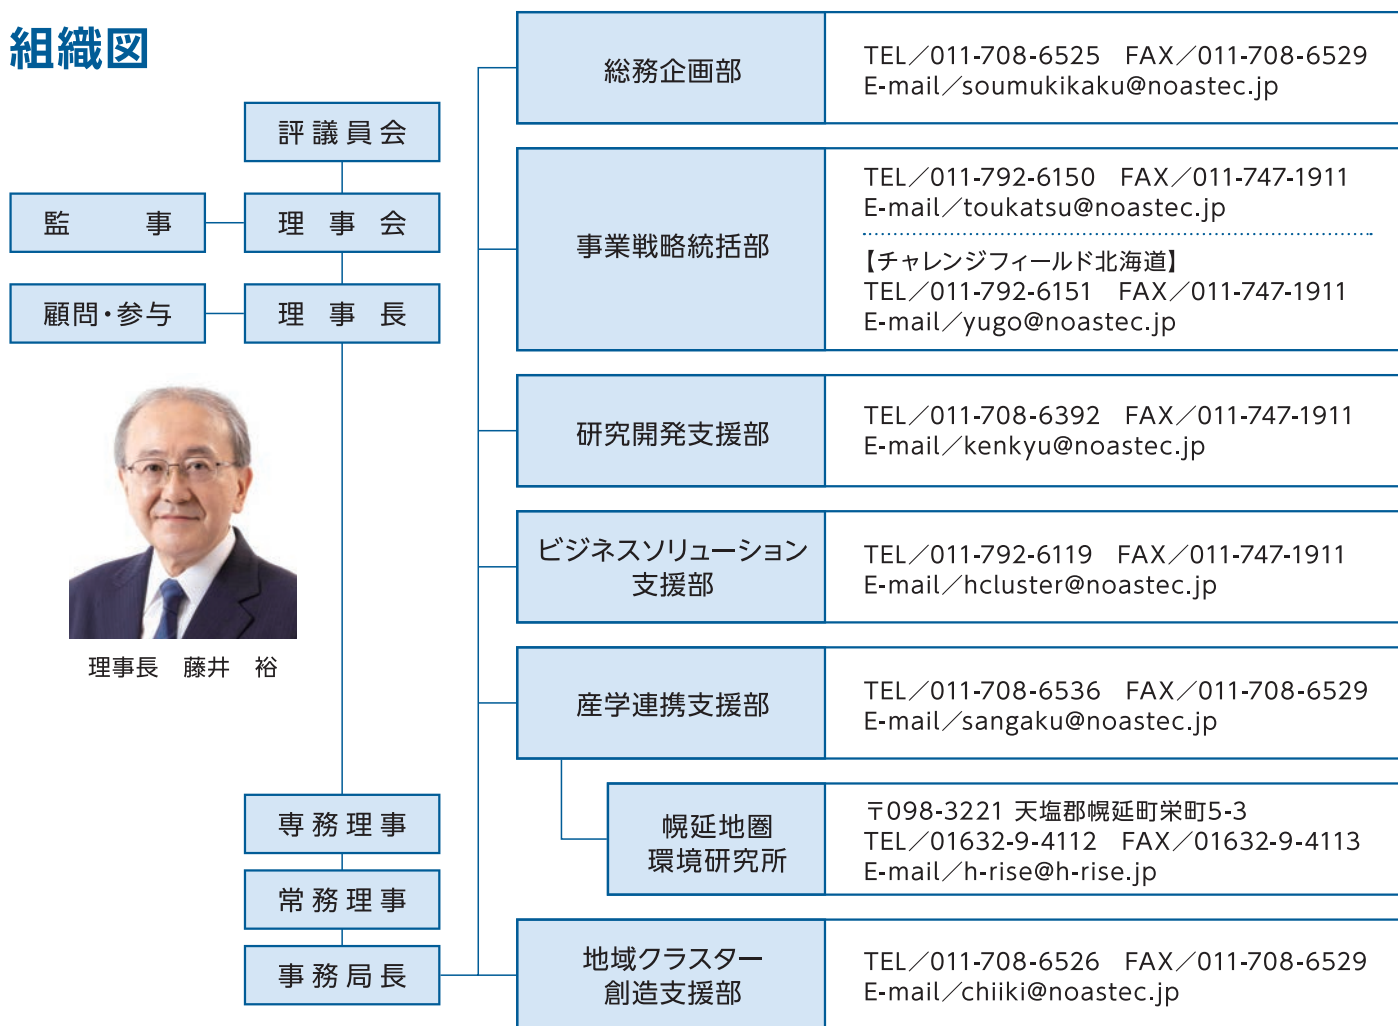 組織図
評議員会
監事
理事会
顧問・参与
理事長
理事長 藤井 裕
専務理事
常務理事
事務局長
総務企画部
TEL／011-708-6525 FAX／011-708-6529
E-mail／soumukikaku@noastec.jp
事業戦略統括部
TEL／011-792-6150 FAX／011-747-1911
E-mail／toukatsu@noastec.jp
【チャレンジフィールド北海道】
TEL／011-792-6151 FAX／011-747-1911
E-mail／yugo@noastec.jp
研究開発支援部
TEL／011-708-6392 FAX／011-747-1911
E-mail／kenkyu@noastec.jp
ビジネスソリューション
支援部
TEL／011-792-6119 FAX／011-747-1911
E-mail／hcluster@noastec.jp
産学連携支援部
TEL／011-708-6536 FAX／011-708-6529
E-mail／sangaku@noastec.jp
幌延地圏
環境研究所
〒098-3221 天塩郡幌延町栄町5-3
TEL／01632-9-4112 FAX／01632-9-4113
E-mail／h-rise@h-rise.jp
地域クラスター
創造支援部
TEL／011-708-6526 FAX／011-708-6529
E-mail／chiiki@noastec.jp